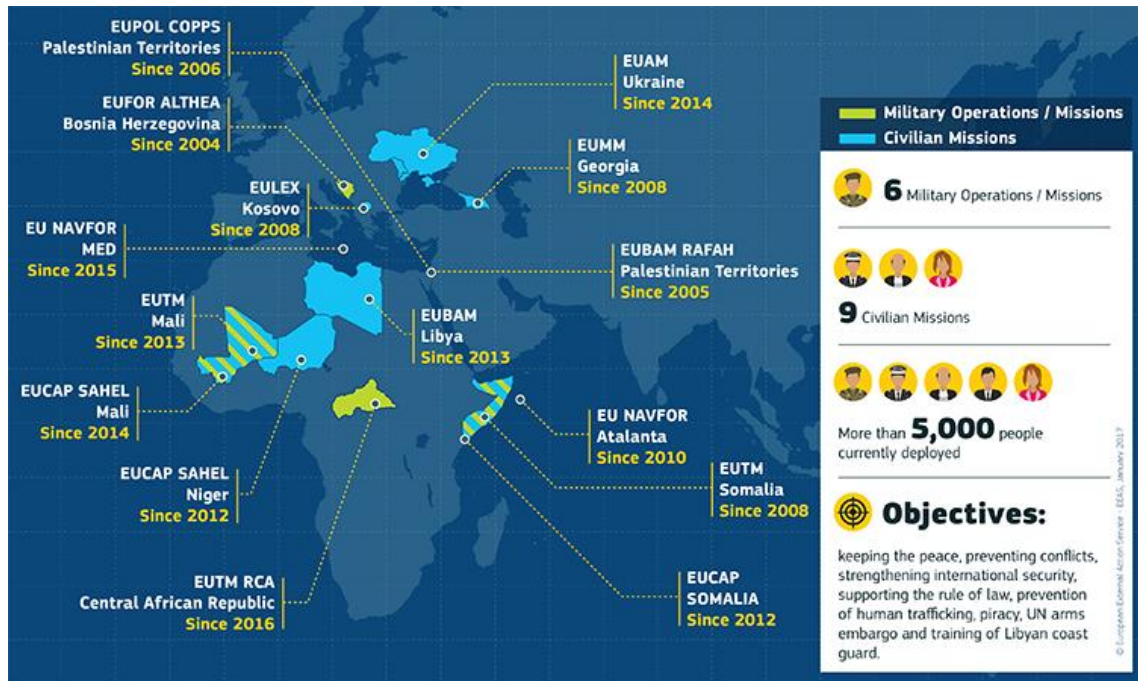 EUPOL COPPS
Palestinian Territories
Since 2006
EUFOR ALTHEA
Bosnia Herzegovina
Since 2004
EULEX
Kosovo
Since 2008
EU NAVFOR
MED
Since 2015
EUTM
Mali
Since 2013
EUCAP SAHEL
Mali
Since 2014
EUCAP SAHEL
Niger
Since 2012
EUTM RCA
Central African Republic
Since 2016
EUAM
Ukraine
Since 2014
EUMM
Georgia
Since 2008
EUBAM RAFAH
Palestinian Territories
Since 2005
EUBAM
Libya
Since 2013
EU NAVFOR
Atalanta
Since 2010
EUTM
Somalia
Since 2008
EUCAP
SOMALIA
Since 2012
Military Operations / Missions
Civilian Missions
6 Military Operations / Missions
9 Civilian Missions
More than 5,000 people
currently deployed
Objectives:
keeping the peace, preventing conflicts,
strengthening international security,
supporting the rule of law, prevention
of human trafficking, piracy, UN arms
embargo and training of Libyan coast
guard.
© European External Action Service - EEAS, January 2017